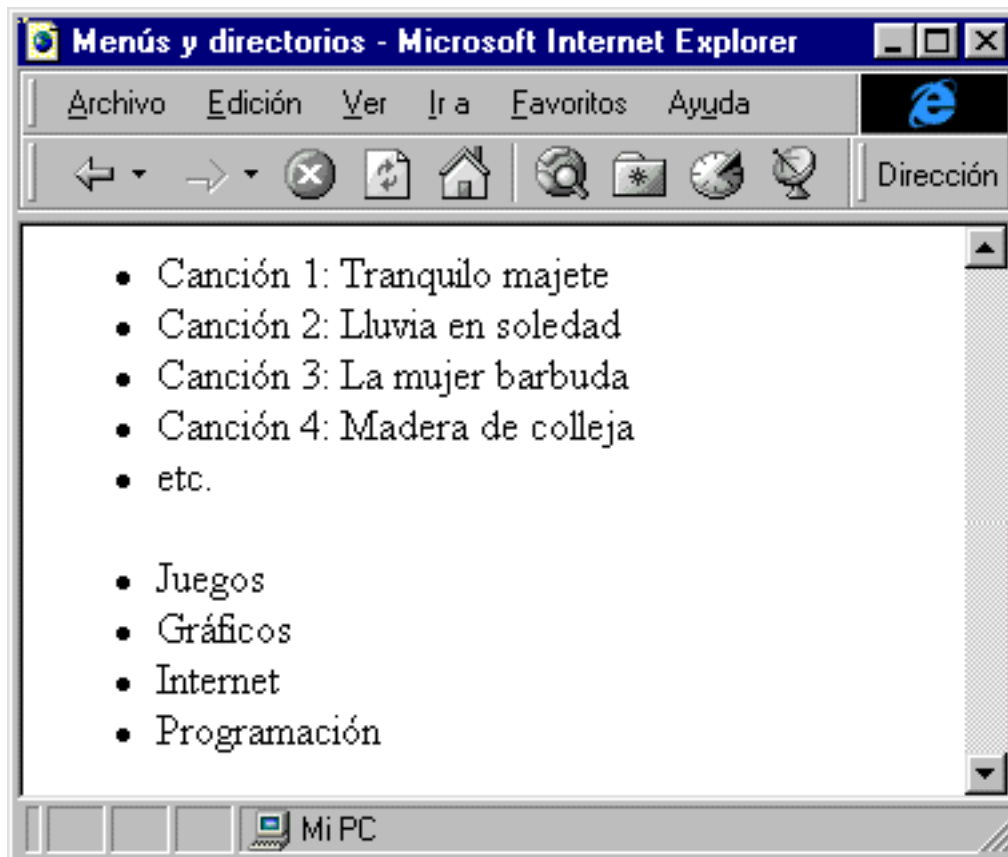 Menús y directorios - Microsoft Internet Explorer
Archivo Edición Ver Ir a Favoritos Ayuda
Dirección
• Canción 1: Tranquilo majete
• Canción 2: Lluvia en soledad
• Canción 3: La mujer barbuda
• Canción 4: Madera de colleja
• etc.
• Juegos
• Gráficos
• Internet
• Programación
Mi PC